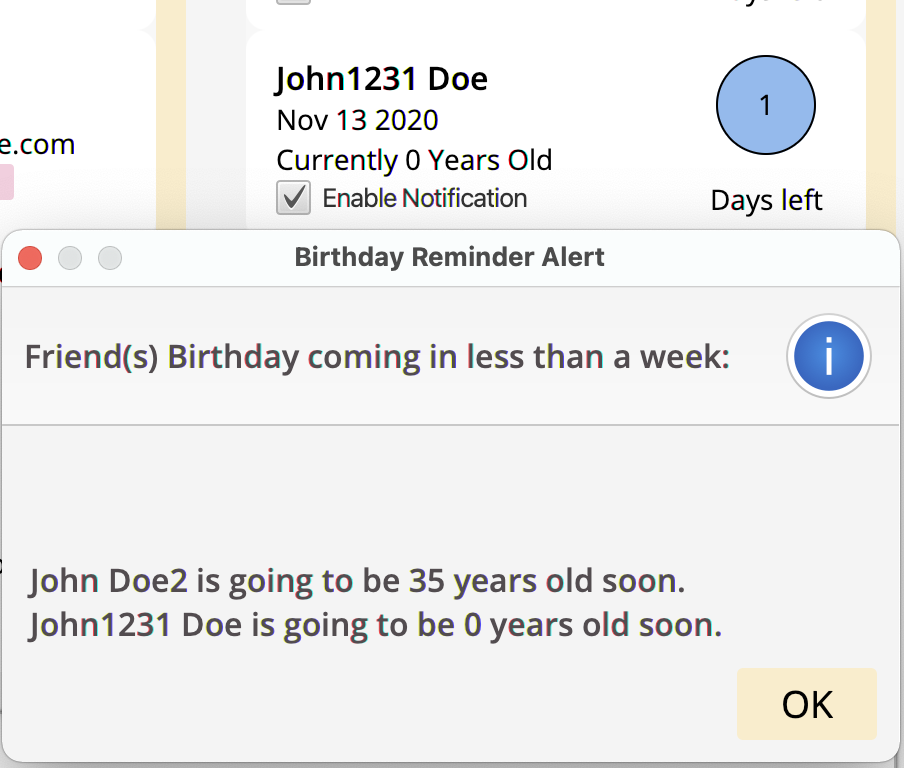 John1231 Doe
Nov 13 2020
1
e.com
Currently 0 Years Old
Enable Notification
Days left
Birthday Reminder Alert
Friend(s) Birthday coming in less than a week:
i
John Doe2 is going to be 35 years old soon.
John1231 Doe is going to be 0 years old soon.
OK